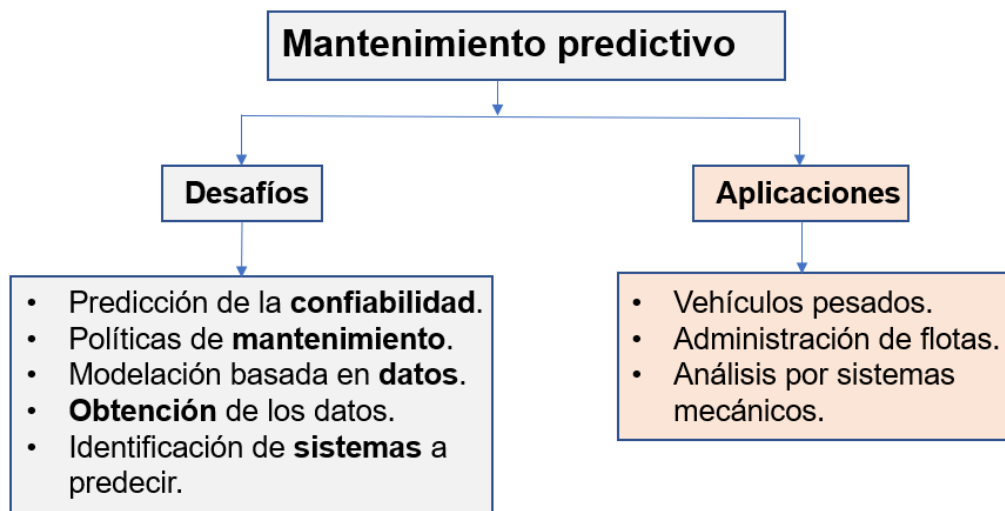 Mantenimiento predictivo
Desafíos
Aplicaciones
• Predicción de la confiabilidad.
• Políticas de mantenimiento.
• Modelación basada en datos.
• Obtención de los datos.
• Identificación de sistemas a
predecir.
• Vehículos pesados.
• Administración de flotas.
• Análisis por sistemas
mecánicos.